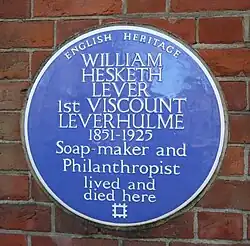 ENGLISH HERITAGE
WILLIAM
HESKETH
LEVER
1st VISCOUNT
LEVERHULME
1851-1925
Soap-maker and
Philanthropist
lived and
died here